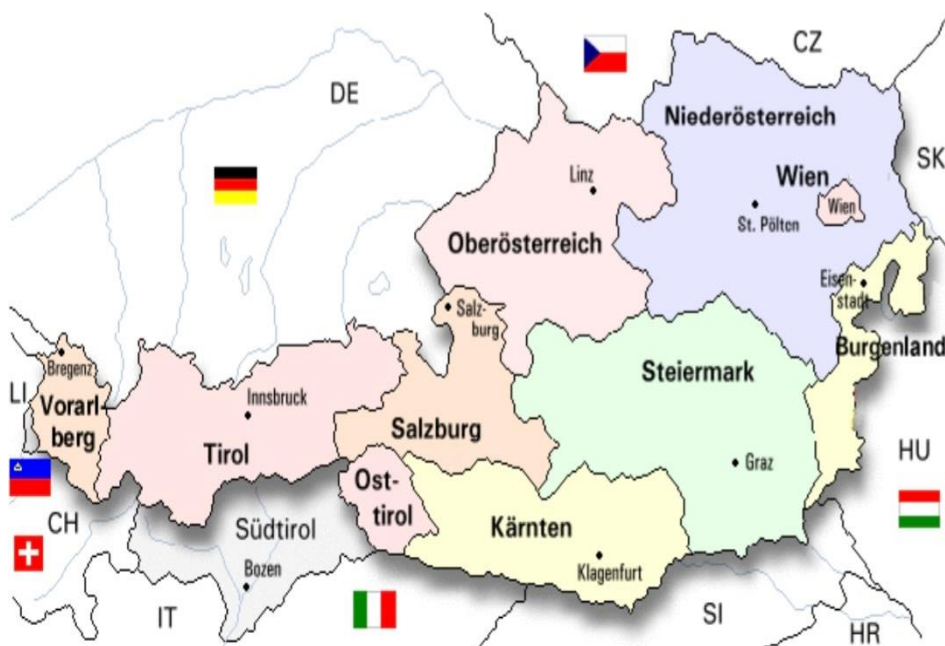 CZ
DE
Niederösterreich
SK
Linz
Wien
Wien
St. Pölten
Oberösterreich
Eisen-
stadt
Salz-
burg
Burgenland
Bregenz
Steiermark
LI
Vorarl-
berg
Innsbruck
Salzburg
Tirol
Graz
HU
Ost-
tirol
CH
Südtirol
Kärnten
Bozen
Klagenfurt
IT
SI
HR